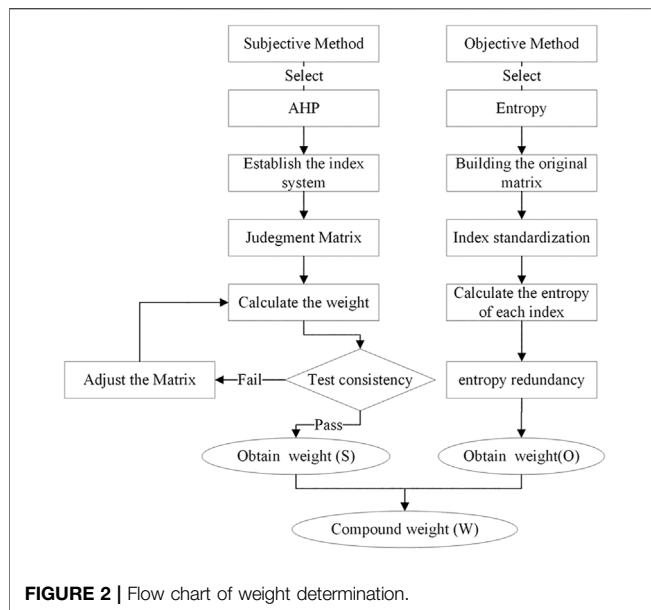 Subjective Method
Objective Method
Select
Select
AHP
Entropy
Establish the index
system
Building the original
matrix
Judegment Matrix
Index standardization
Calculate the weight
Calculate the entropy
of each index
Adjust the Matrix
Fail
Test consistency
entropy redundancy
Pass
Obtain weight (S)
Obtain weight(O)
Compound weight (W)
FIGURE 2 | Flow chart of weight determination.